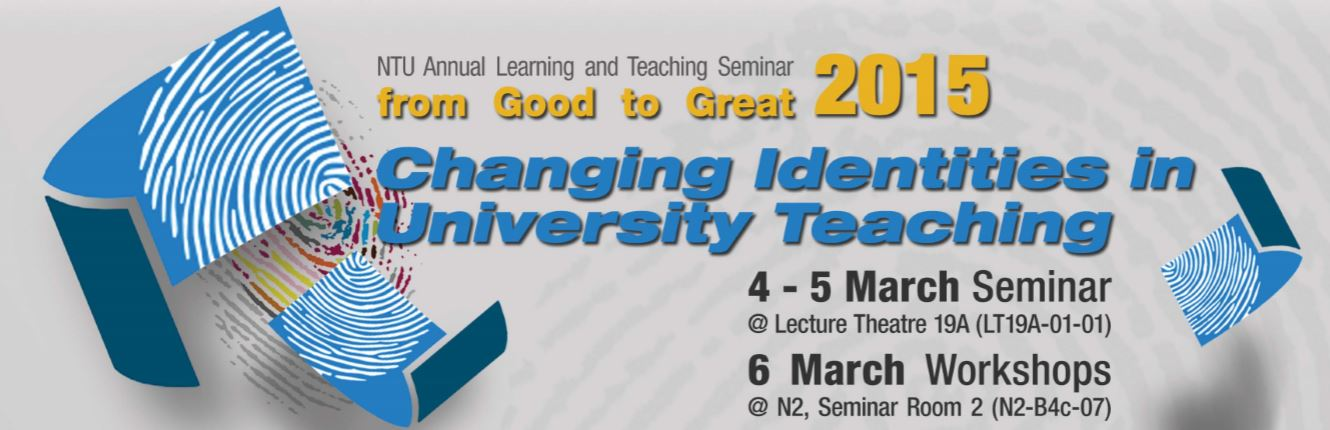 NTU Annual Learning and Teaching Seminar
from Good to Great 2015
Changing Identities in
University Teaching
4 - 5 March Seminar
@ Lecture Theatre 19A (LT19A-01-01)
6 March Workshops
@ N2, Seminar Room 2 (N2-B4c-07)